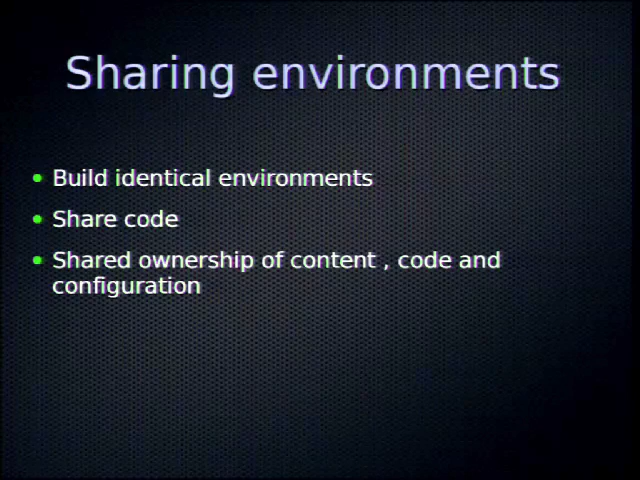 Sharing environments
Build identical environments
Share code
Shared ownership of content , code and
configuration